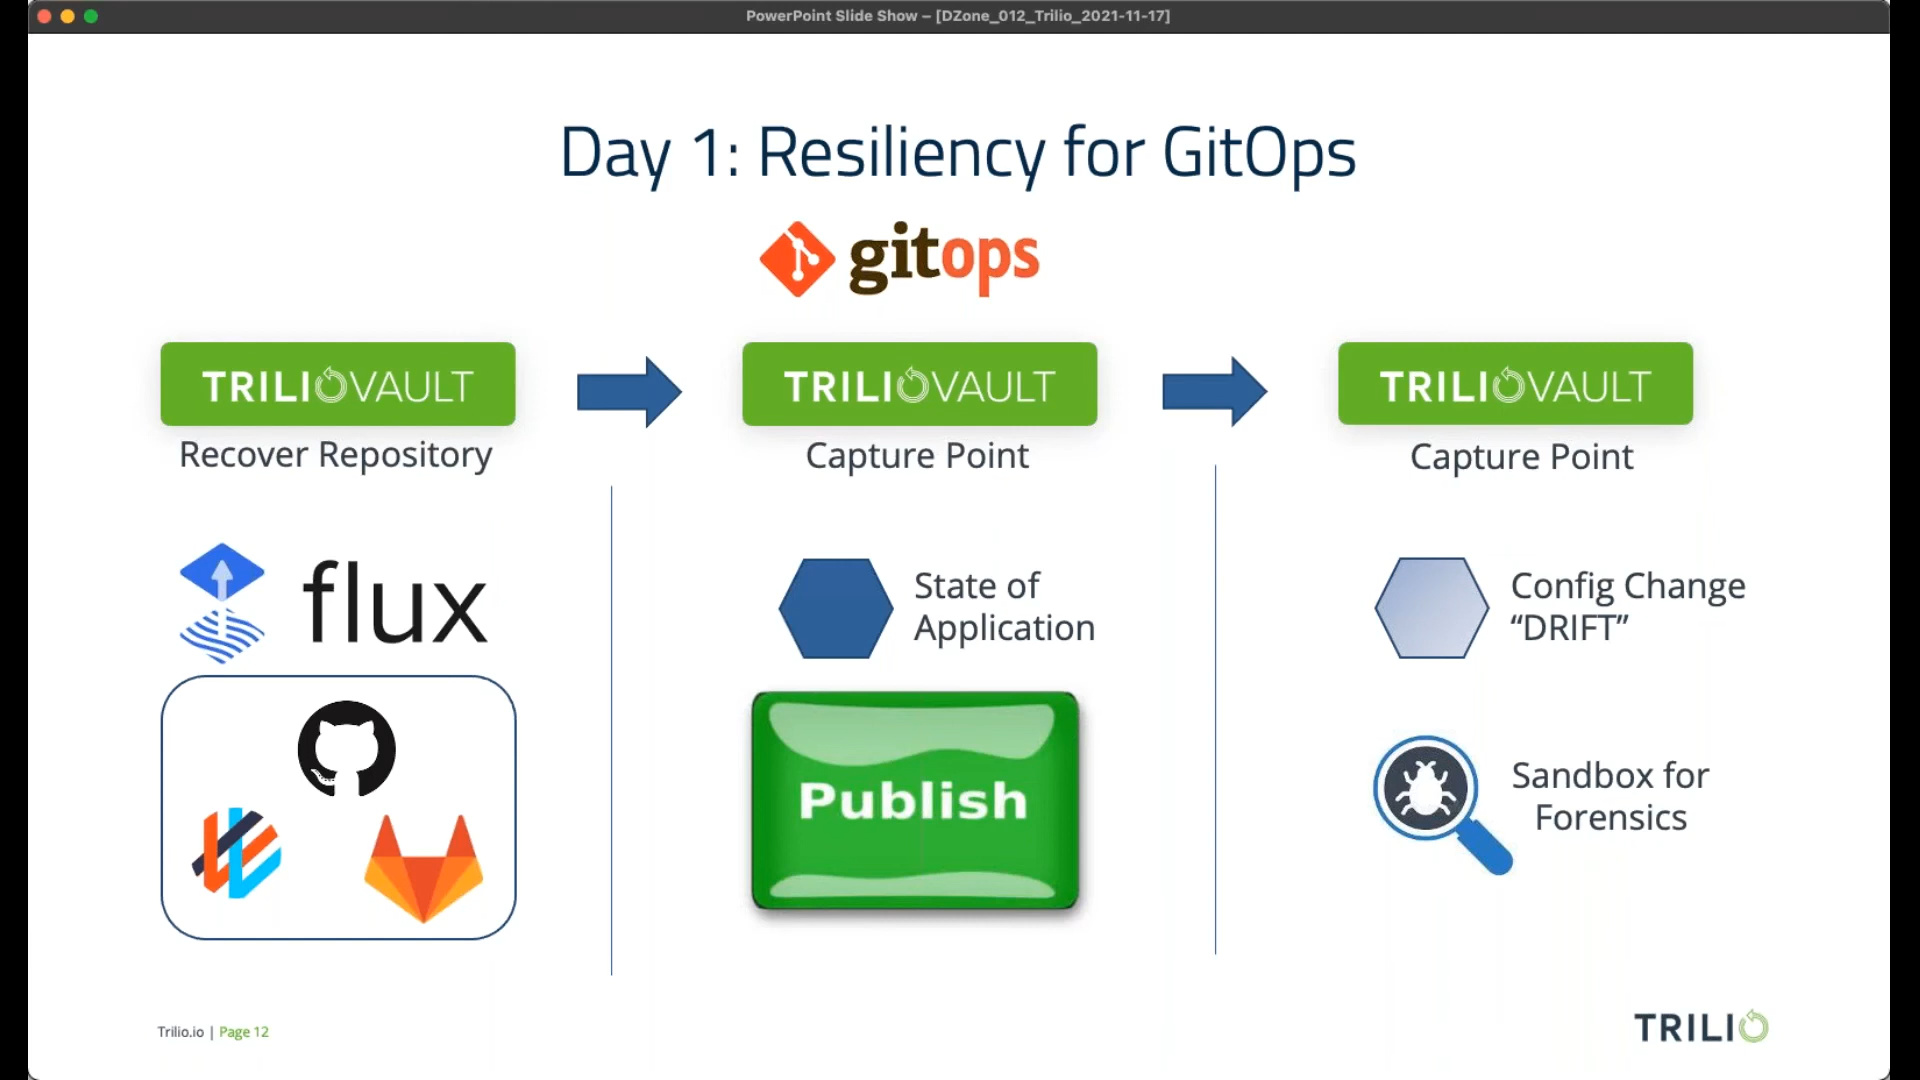 PowerPoint Slide Show – [DZone_012_Trilio_2021-11-17]
Day 1: Resiliency for GitOps
gitops
TRILIOVAULT
Recover Repository
TRILIOVAULT
Capture Point
TRILIOVAULT
Capture Point
flux
State of
Application
Publish
Config Change
“DRIFT”
Sandbox for
Forensics
Trilio.io | Page 12
TRILIO